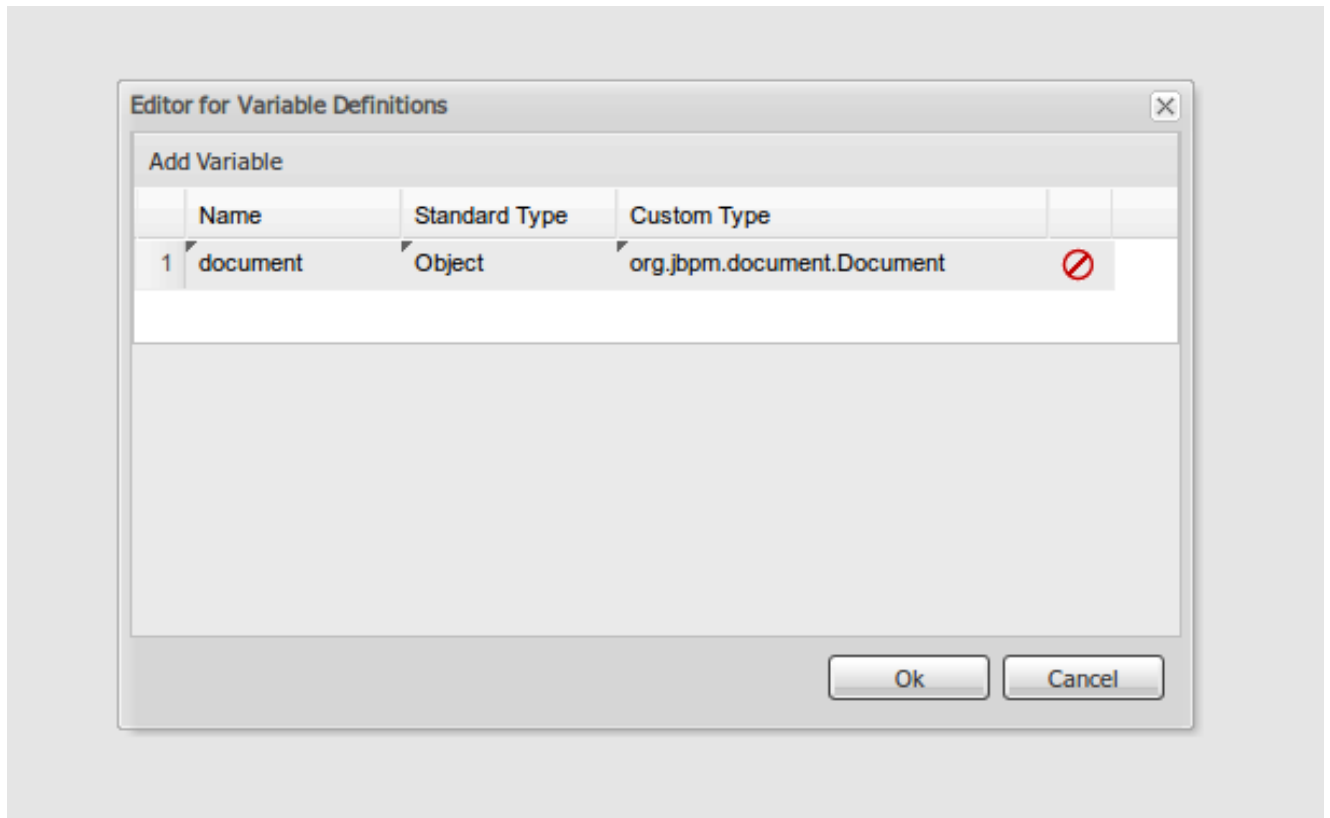 Editor for Variable Definitions
Add Variable
Name Standard Type Custom Type
1 document Object org.jbpm.document.Document
Ok Cancel